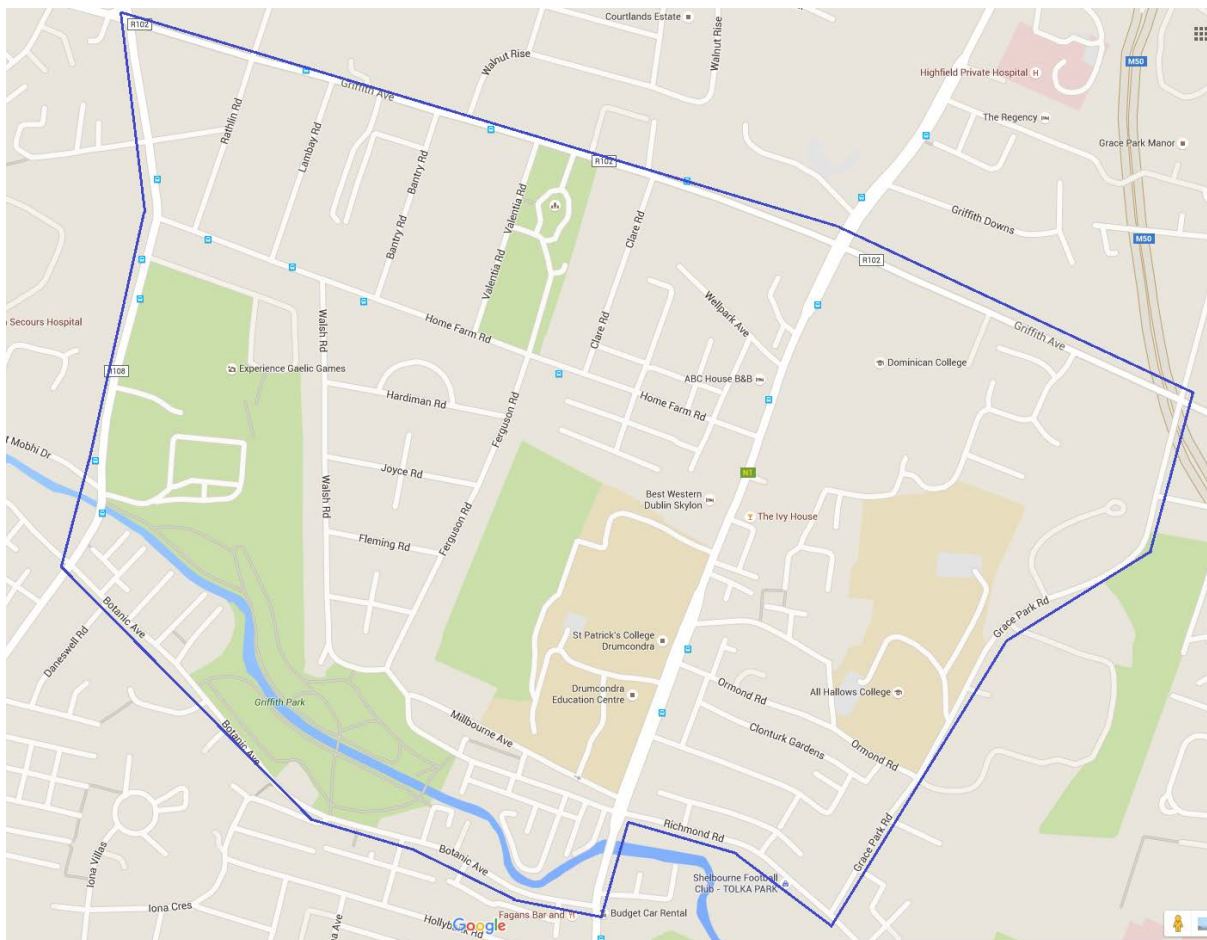 Courtlands Estate
R102
Walnut Rise
Walnut Rise
M50
Highfield Private Hospital H
Griffith Ave
The Regency
Rathlin Rd
Lambay Rd
Grace Park Manor
Bantry Rd
R102
Valentia Rd
Griffith Downs
Clare Rd
Bantry Rd
M50
R102
Valentia Rd
Wellpark Ave
Secours Hospital
Home Farm Rd
Walsh Rd
Clare Rd
Griffith Ave
R108
Experience Gaelic Games
Dominican College
ABC House B&B
Hardiman Rd
Home Farm Rd
Ferguson Rd
t Mobhi Dr
Joyce Rd
N1
Walsh Rd
Best Western
Dublin Skylon
The Ivy House
Fleming Rd
Ferguson Rd
Botanic Ave
Grace Park Rd
Daneswell Rd
St Patrick's College
Drumcondra
Ormond Rd
All Hallows College
Drumcondra
Education Centre
Griffith Park
Millbourne Ave
Clonturk Gardens
Botanic Ave
Ormond Rd
Richmond Rd
Grace Park Rd
Iona Villas
Botanic Ave
Shelbourne Football
Club - TOLKA PARK
Iona Cres
Fagans Bar and
Budget Car Rental
na Ave
Hollybank Rd
Google